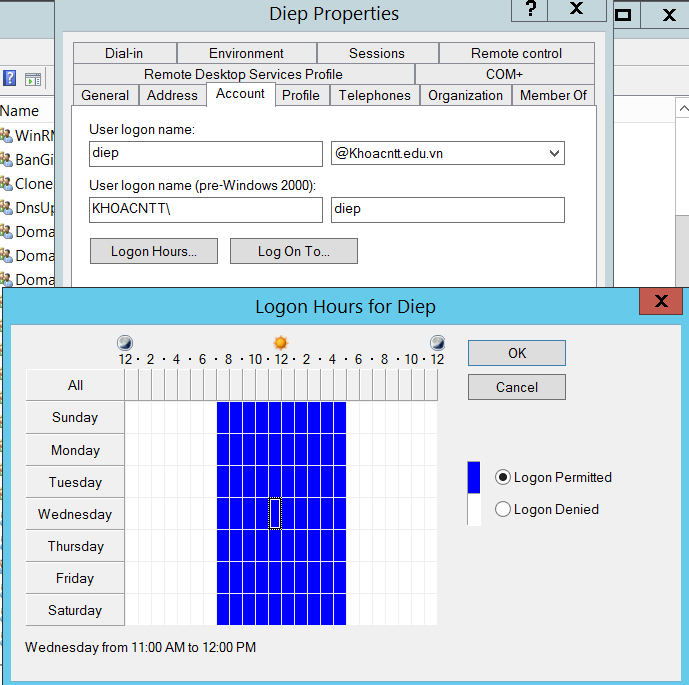 Diep Properties
? X X
Dial-in Environment Sessions Remote control
Remote Desktop Services Profile COM+
General Address Account Profile Telephones Organization Member Of
Name
WinRM
BanGi
Clone
DnsUp
Doma
Doma
Doma
User logon name:
diep @Khoacntt.edu.vn
User logon name (pre-Windows 2000):
KHOACNTT\ diep
Logon Hours... Log On To...
Logon Hours for Diep
X
12 · 2 · 4 · 6 · 8 · 10 · 12 · 2 · 4 · 6 · 8 · 10 · 12
All
Sunday
Monday
Tuesday
Wednesday
Thursday
Friday
Saturday
OK
Cancel
Logon Permitted
Logon Denied
Wednesday from 11:00 AM to 12:00 PM